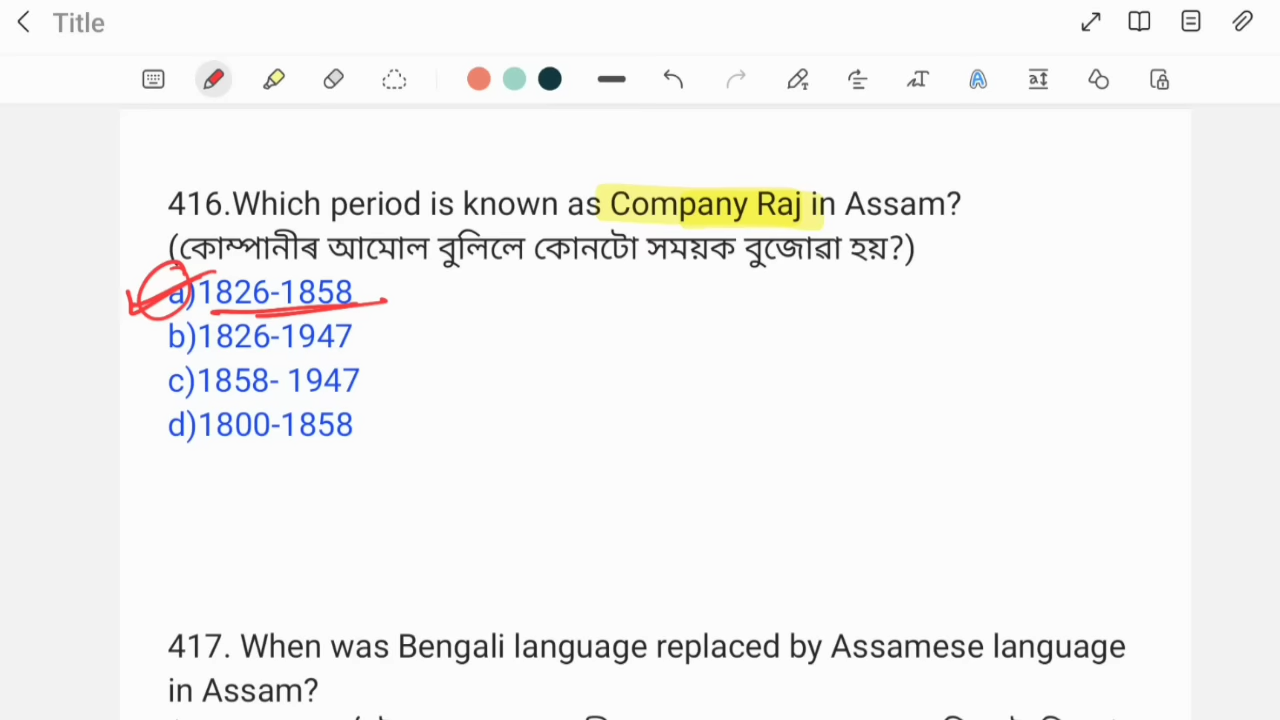 Title
416.Which period is known as Company Raj in Assam?
(কোম্পানীৰ আমোল বুলিলে কোনটো সময়ক বুজোৱা হয়?)
a)1826-1858
b)1826-1947
c)1858- 1947
d)1800-1858
417. When was Bengali language replaced by Assamese language
in Assam?